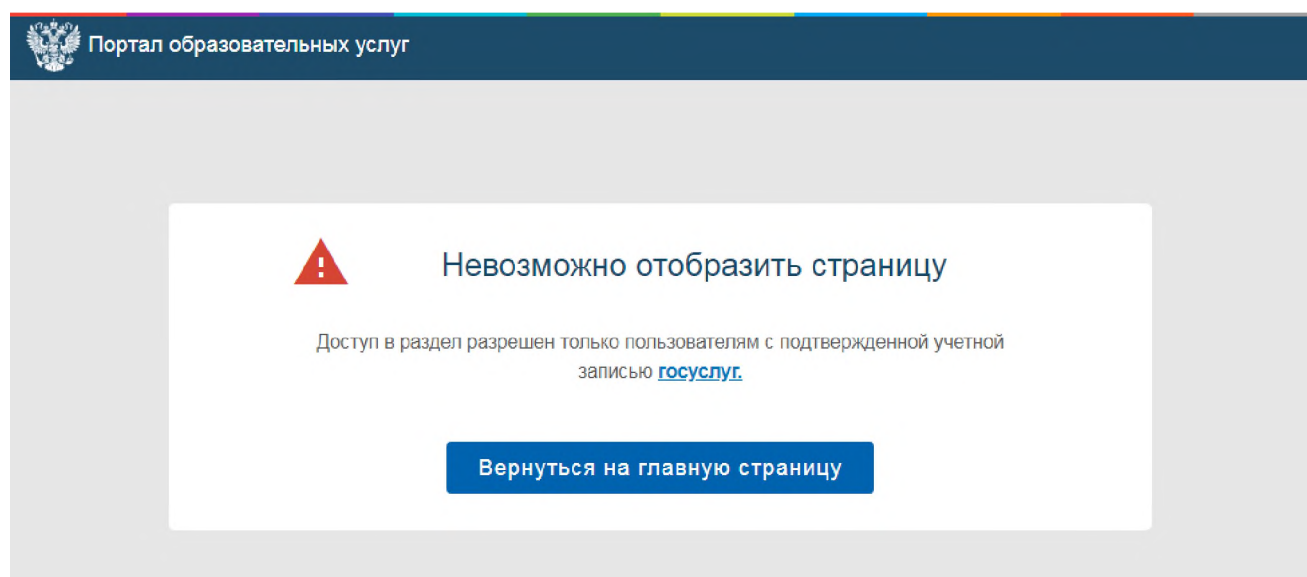 Портал образовательных услуг
Невозможно отобразить страницу
Доступ в раздел разрешен только пользователям с подтвержденной учетной
записью госуслуг.
Вернуться на главную страницу